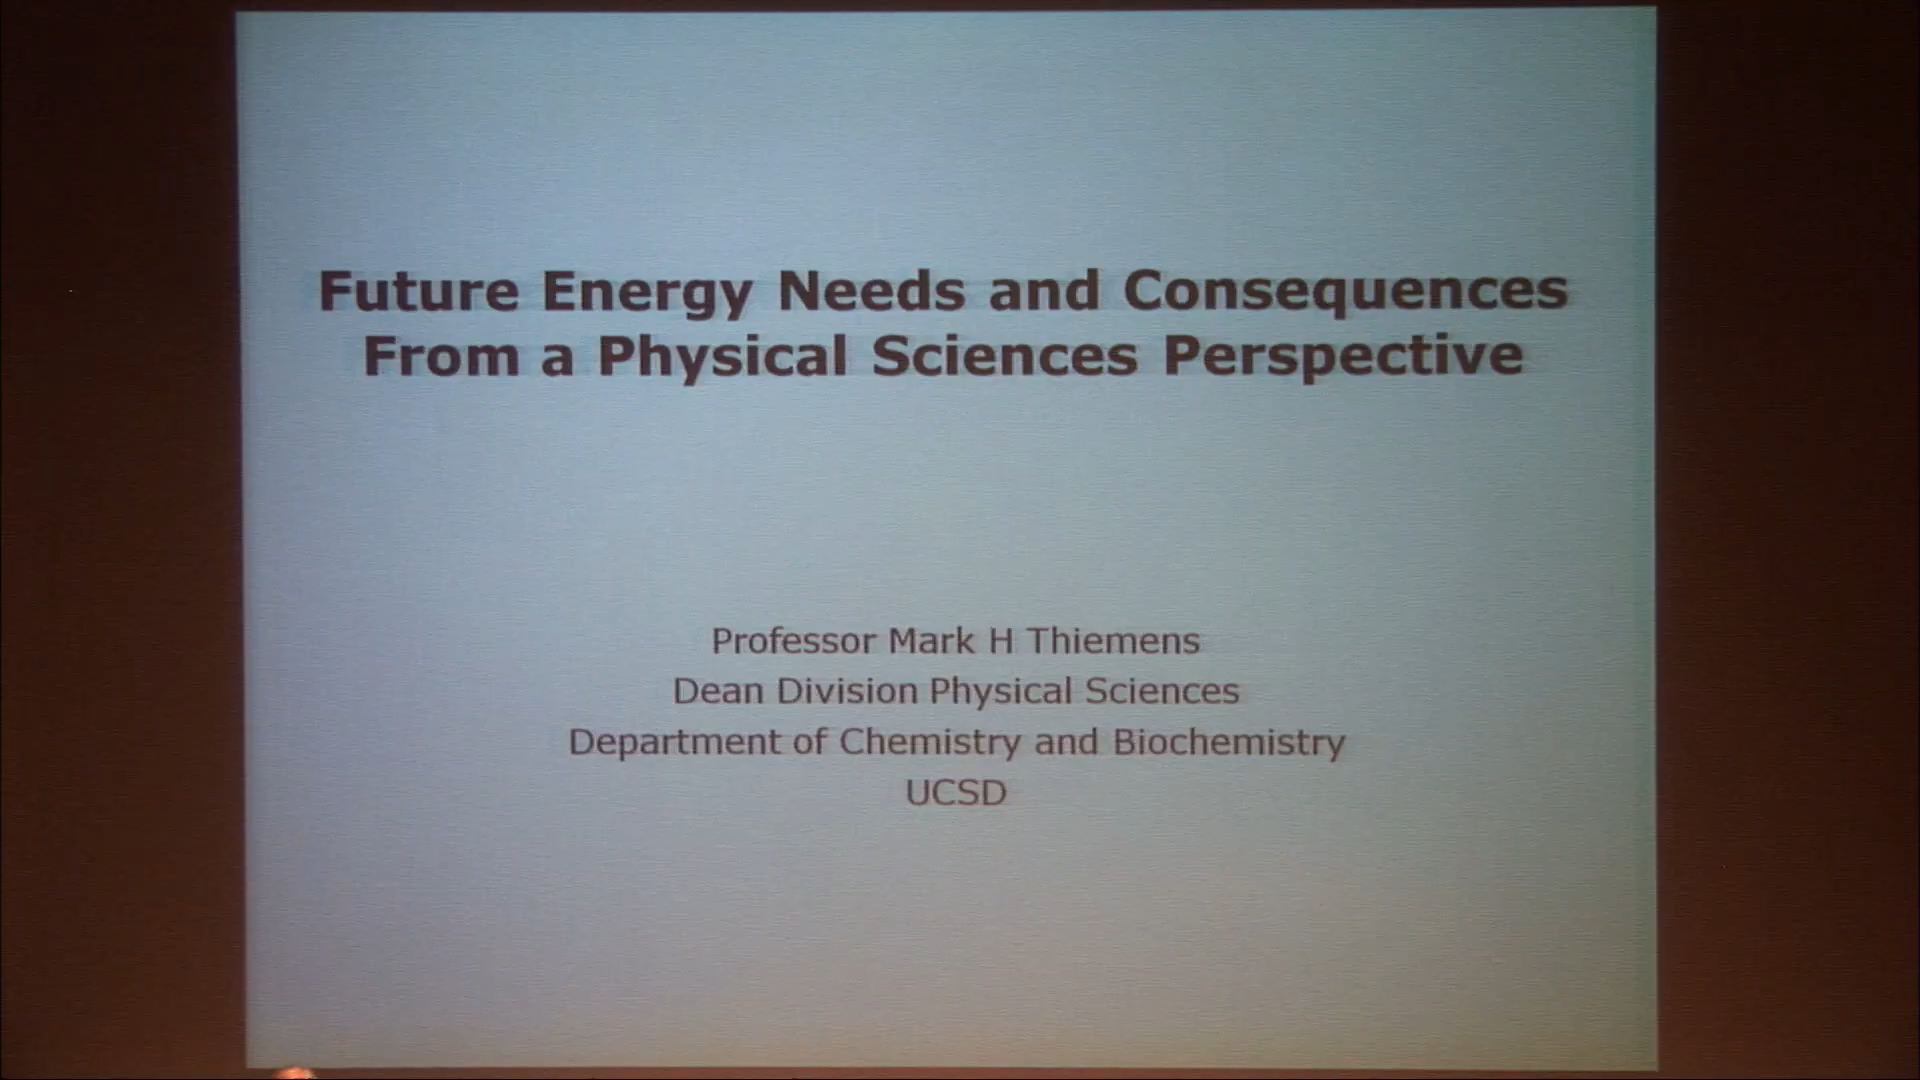 Future Energy Needs and Consequences
From a Physical Sciences Perspective
Professor Mark H Thiemens
Dean Division Physical Sciences
Department of Chemistry and Biochemistry
UCSD